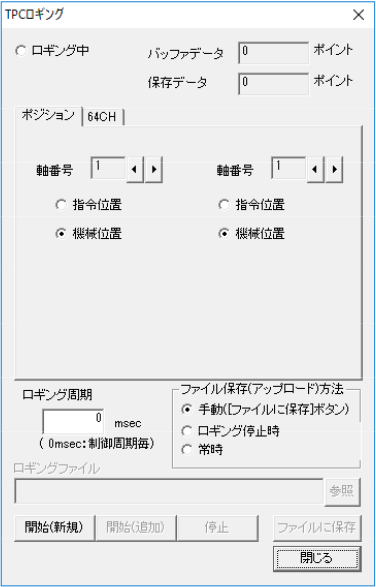 TPCロギング
ロギング中
バッファデータ 0 ポイント
保存データ 0 ポイント
ポジション 64CH
軸番号 1 軸番号 1
指令位置 指令位置
機械位置 機械位置
ロギング周期
0 msec
( 0msec:制御周期毎)
ファイル保存(アップロード)方法
手動([ファイルに保存]ボタン)
ロギング停止時
常時
ロギングファイル
参照
開始(新規) 開始(追加) 停止 ファイルに保存
閉じる